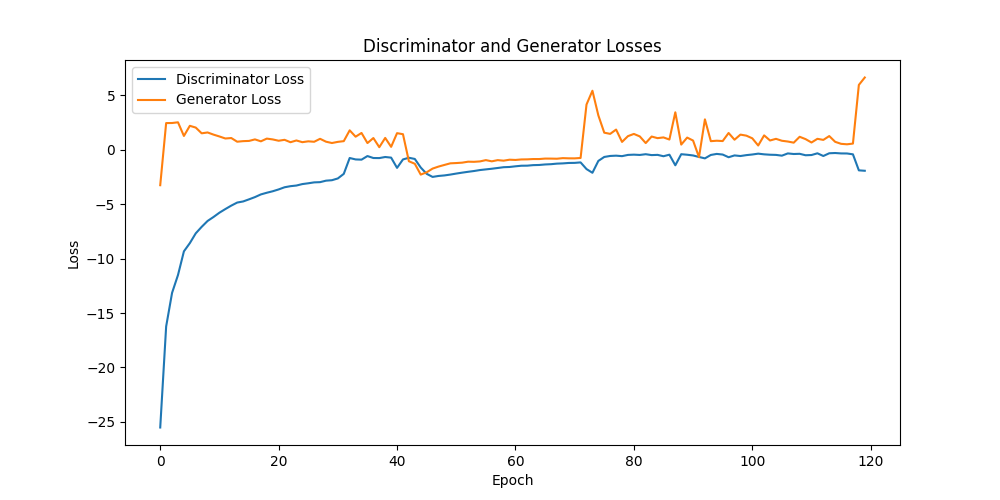 Discriminator and Generator Losses
Discriminator Loss
Generator Loss
5
0
−5
−10
−15
−20
−25
Loss
0 20 40 60 80 100 120
Epoch